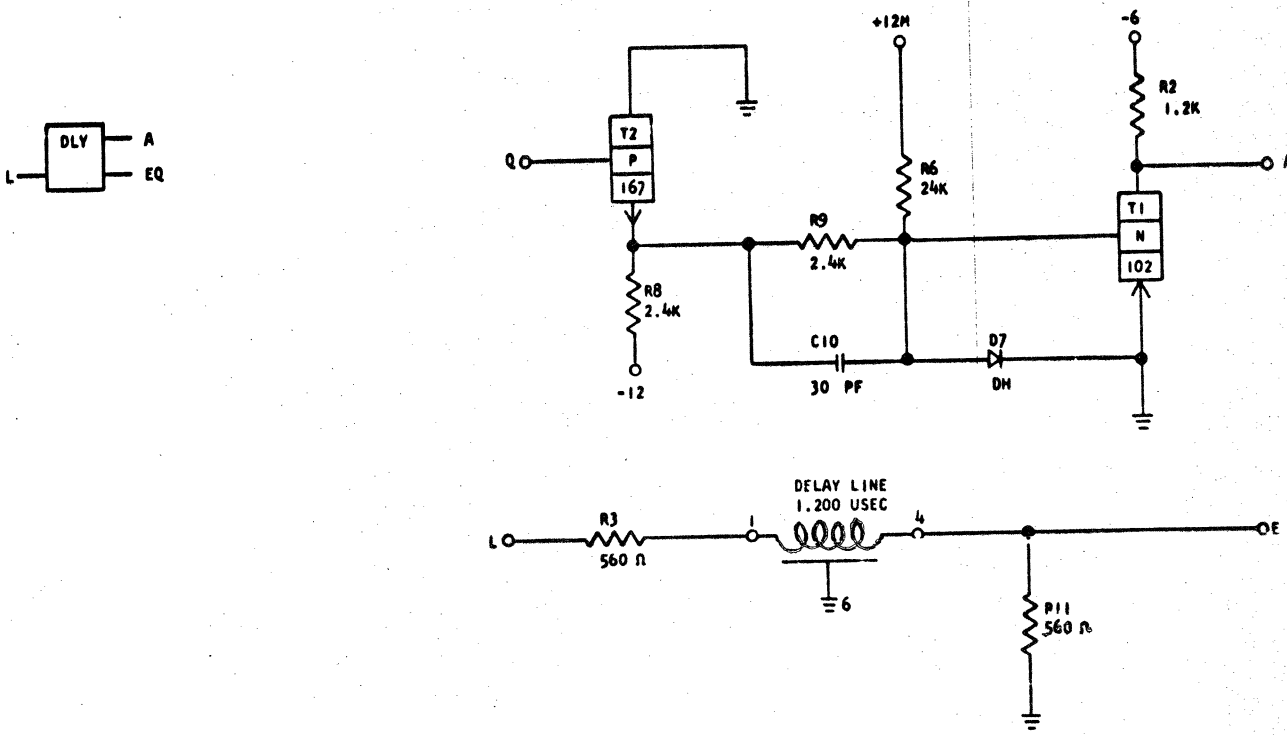 DLY
A
L
EQ
+12M
-6
R2
1.2K
T2
Q
P
167
R6
24K
T1
N
102
R9
2.4K
R8
2.4K
C10
30 PF
D7
DH
-12
DELAY LINE
1.200 USEC
R3
L
1
4
E
560 Ω
6
P11
560 Ω